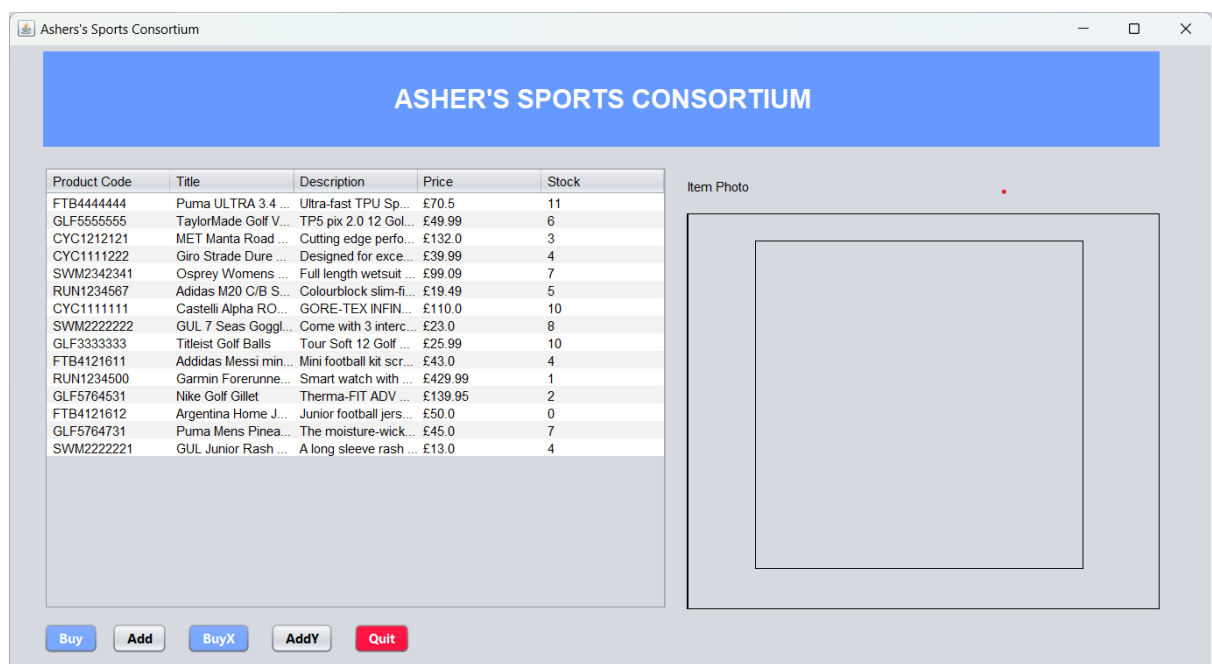 Ashers's Sports Consortium
ASHER'S SPORTS CONSORTIUM
Product Code Title Description Price Stock
FTB4444444 Puma ULTRA 3.4 ... Ultra-fast TPU Sp... £70.5 11
GLF5555555 TaylorMade Golf V... TP5 pix 2.0 12 Gol... £49.99 6
CYC1212121 MET Manta Road ... Cutting edge perfo... £132.0 3
CYC1111222 Giro Strade Dure ... Designed for exce... £39.99 4
SWM2342341 Osprey Womens ... Full length wetsuit ... £99.09 7
RUN1234567 Adidas M20 C/B S... Colourblock slim-fi... £19.49 5
CYC1111111 Castelli Alpha RO... GORE-TEX INFIN... £110.0 10
SWM2222222 GUL 7 Seas Goggl... Come with 3 interc... £23.0 8
GLF3333333 Titleist Golf Balls Tour Soft 12 Golf ... £25.99 10
FTB4121611 Addidas Messi min... Mini football kit scr... £43.0 4
RUN1234500 Garmin Forerunne... Smart watch with ... £429.99 1
GLF5764531 Nike Golf Gillet Therma-FIT ADV ... £139.95 2
FTB4121612 Argentina Home J... Junior football jers... £50.0 0
GLF5764731 Puma Mens Pinea... The moisture-wick... £45.0 7
SWM2222221 GUL Junior Rash ... A long sleeve rash ... £13.0 4
Item Photo
Buy Add BuyX AddY Quit